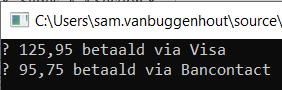 C:\Users\sam.vanbuggenhout\source\
? 125,95 betaald via Visa
? 95,75 betaald via Bancontact